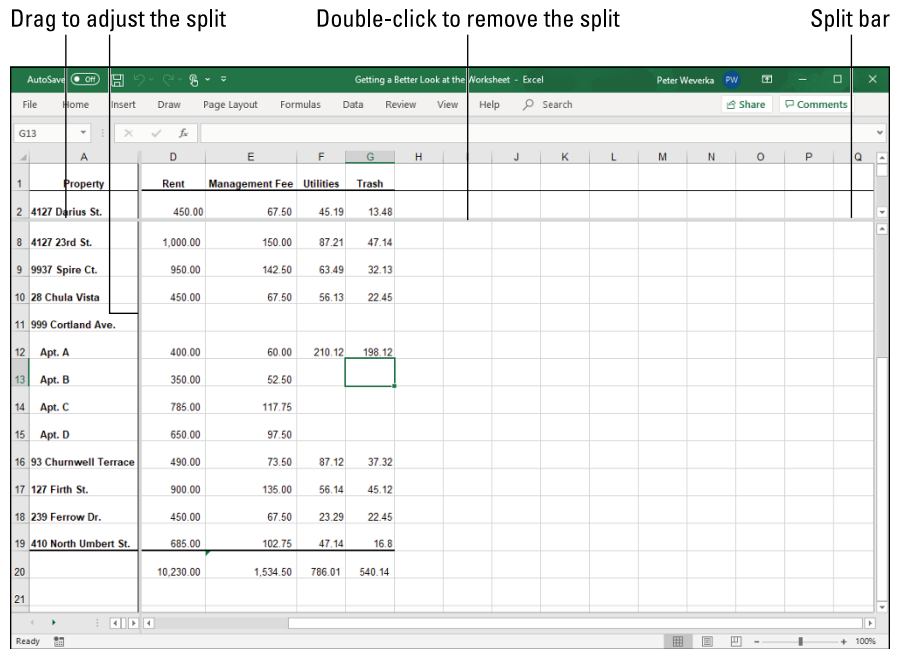 Drag to adjust the split Double-click to remove the split Split bar
AutoSave Off Getting a Better Look at the Worksheet - Excel Peter Weverka PW
File Home Insert Draw Page Layout Formulas Data Review View Help Search Share Comments
G13 fx
A D E F G H I J K L M N O P Q
1 Property Rent Management Fee Utilities Trash
2 4127 Darius St. 450.00 67.50 45.19 13.48
8 4127 23rd St. 1,000.00 150.00 87.21 47.14
9 9937 Spire Ct. 950.00 142.50 63.49 32.13
10 28 Chula Vista 450.00 67.50 56.13 22.45
11 999 Cortland Ave.
12 Apt. A 400.00 60.00 210.12 198.12
13 Apt. B 350.00 52.50
14 Apt. C 785.00 117.75
15 Apt. D 650.00 97.50
16 93 Churnwell Terrace 490.00 73.50 87.12 37.32
17 127 Firth St. 900.00 135.00 56.14 45.12
18 239 Ferrow Dr. 450.00 67.50 23.29 22.45
19 410 North Umbert St. 685.00 102.75 47.14 16.8
20 10,230.00 1,534.50 786.01 540.14
21
Ready 100%